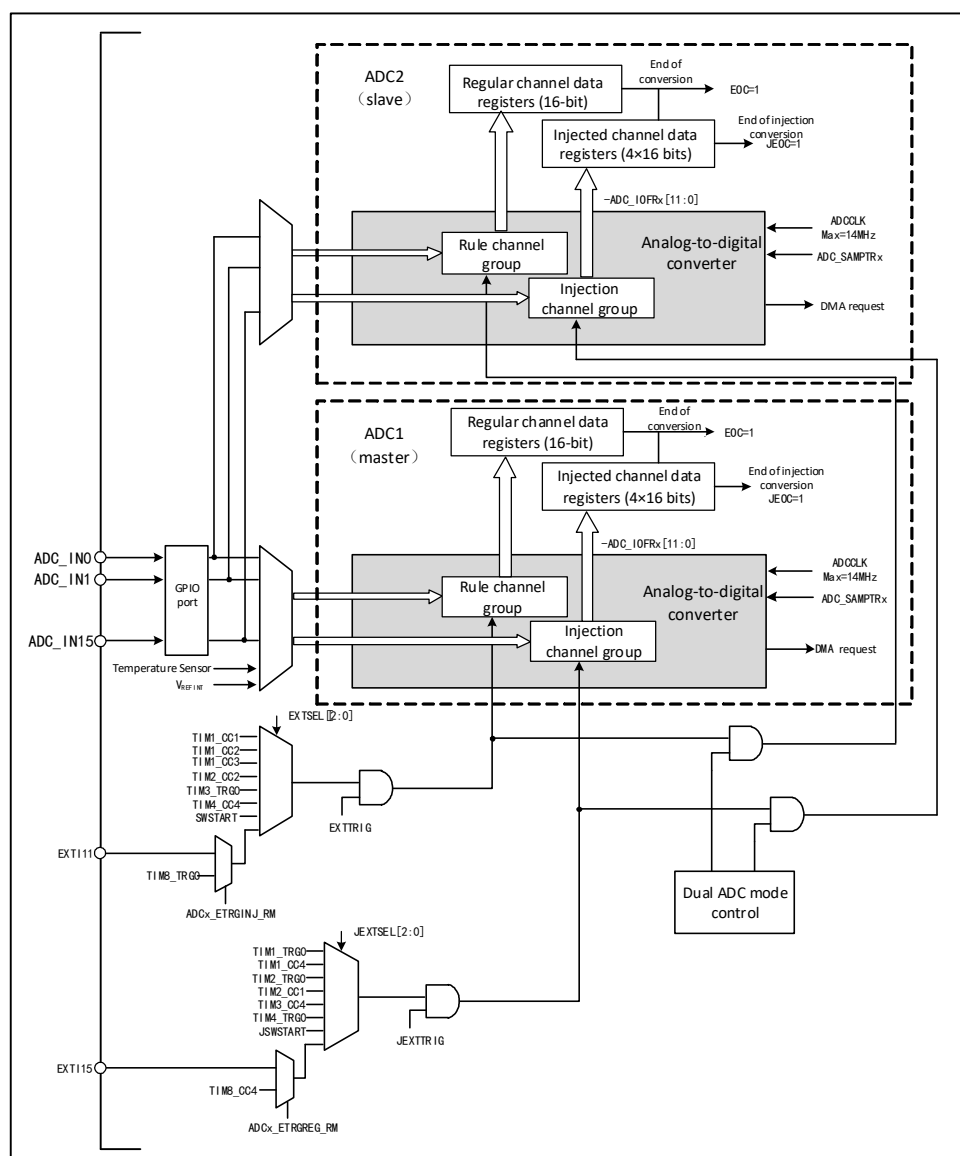 ADC2
(slave)
Regular channel data
registers (16-bit)
End of
conversion
EOC=1
Injected channel data
registers (4×16 bits)
End of injection
conversion
JEOC=1
-ADC_IOFRx[11:0]
Rule channel
group
Injection
channel group
Analog-to-digital
converter
ADCCLK
Max=14MHz
ADC_SAMPTRx
DMA request
ADC1
(master)
Regular channel data
registers (16-bit)
End of
conversion
EOC=1
Injected channel data
registers (4×16 bits)
End of injection
conversion
JEOC=1
-ADC_IOFRx[11:0]
Rule channel
group
Injection
channel group
Analog-to-digital
converter
ADCCLK
Max=14MHz
ADC_SAMPTRx
DMA request
ADC_IN0
ADC_IN1
ADC_IN15
GPIO
port
Temperature Sensor
VREFINT
EXTSEL[2:0]
TIM1_CC1
TIM1_CC2
TIM1_CC3
TIM2_CC2
TIM3_TRGO
TIM4_CC4
SWSTART
EXTTRIG
EXTI11
TIM8_TRGO
ADCx_ETRGINJ_RM
Dual ADC mode
control
JEXTSEL[2:0]
TIM1_TRGO
TIM1_CC4
TIM2_TRGO
TIM2_CC1
TIM3_CC4
TIM4_TRGO
JSWSTART
JEXTTRIG
EXTI15
TIM8_CC4
ADCx_ETRGREG_RM